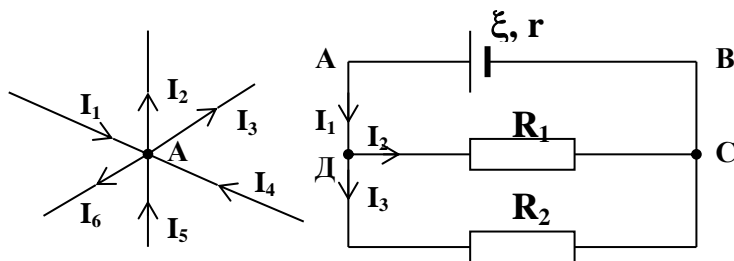 I₁
I₂
I₃
A
I₄
I₅
I₆
ξ, r
A
B
I₁
I₂
R₁
Д
C
I₃
R₂